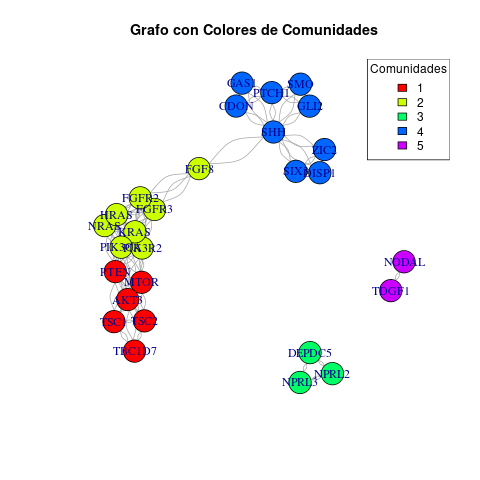 Grafo con Colores de Comunidades
Comunidades
1
2
3
4
5
GAS1
PTCH1
SMO
CDON
GLI2
SHH
ZIC2
SIX3
DISP1
FGF8
FGFR2
FGFR3
HRAS
NRAS
KRAS
PIK3CA
PIK3R2
PTEN
MTOR
AKT3
TSC1
TSC2
TBC1D7
NODAL
TDGF1
DEPDC5
NPRL3
NPRL2